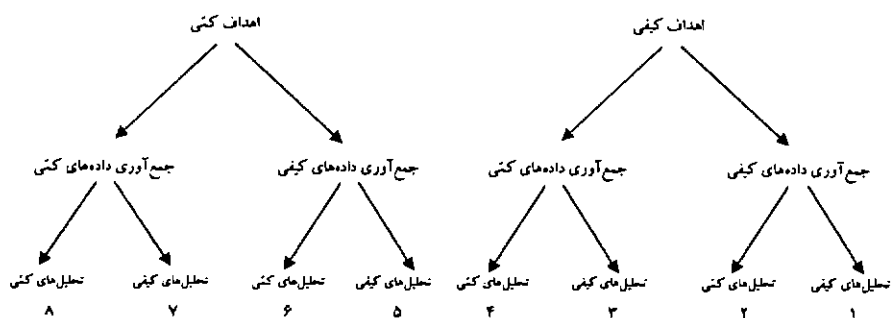 اهداف کیفی
اهداف کمّی
جمع‌آوری داده‌های کیفی
جمع‌آوری داده‌های کمّی
جمع‌آوری داده‌های کیفی
جمع‌آوری داده‌های کمّی
تحلیل‌های کیفی
تحلیل‌های کمّی
تحلیل‌های کیفی
تحلیل‌های کمّی
تحلیل‌های کیفی
تحلیل‌های کمّی
تحلیل‌های کیفی
تحلیل‌های کمّی
۱
۲
۳
۴
۵
۶
۷
۸